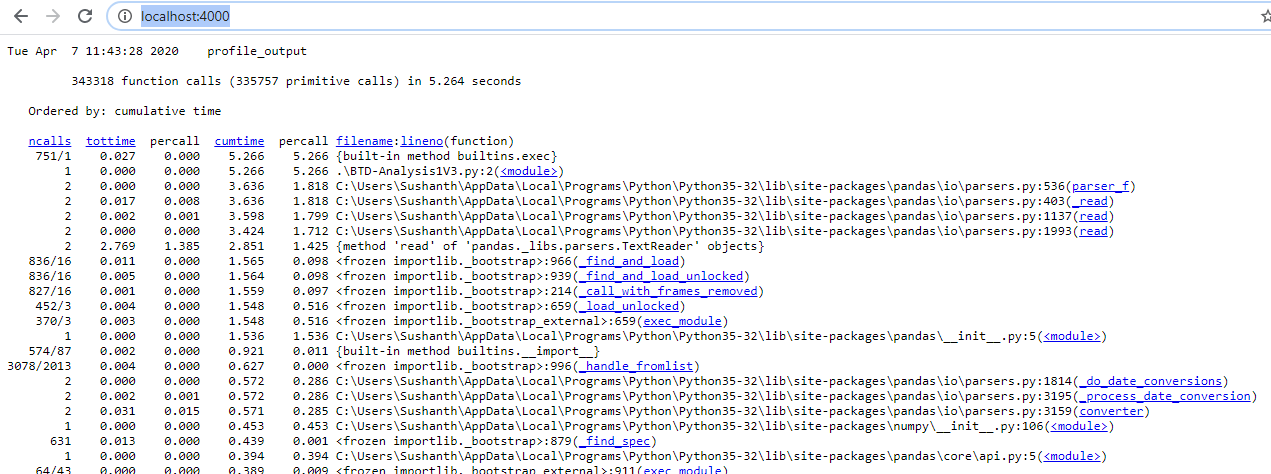 localhost:4000
Tue Apr  7 11:43:28 2020    profile_output
343318 function calls (335757 primitive calls) in 5.264 seconds
Ordered by: cumulative time
ncalls  tottime  percall  cumtime  percall filename:lineno(function)
751/1    0.027    0.000    5.266    5.266 {built-in method builtins.exec}
1    0.000    0.000    5.266    5.266 .\BTD-Analysis1V3.py:2(<module>)
2    0.000    0.000    3.636    1.818 C:\Users\Sushanth\AppData\Local\Programs\Python\Python35-32\lib\site-packages\pandas\io\parsers.py:536(parser_f)
2    0.017    0.008    3.636    1.818 C:\Users\Sushanth\AppData\Local\Programs\Python\Python35-32\lib\site-packages\pandas\io\parsers.py:403(_read)
2    0.002    0.001    3.598    1.799 C:\Users\Sushanth\AppData\Local\Programs\Python\Python35-32\lib\site-packages\pandas\io\parsers.py:1137(read)
2    0.000    0.000    3.424    1.712 C:\Users\Sushanth\AppData\Local\Programs\Python\Python35-32\lib\site-packages\pandas\io\parsers.py:1993(read)
2    2.769    1.385    2.851    1.425 {method 'read' of 'pandas._libs.parsers.TextReader' objects}
836/16    0.011    0.000    1.565    0.098 <frozen importlib._bootstrap>:966(_find_and_load)
836/16    0.005    0.000    1.564    0.098 <frozen importlib._bootstrap>:939(_find_and_load_unlocked)
827/16    0.001    0.000    1.559    0.097 <frozen importlib._bootstrap>:214(_call_with_frames_removed)
452/3    0.004    0.000    1.548    0.516 <frozen importlib._bootstrap>:659(_load_unlocked)
370/3    0.003    0.000    1.548    0.516 <frozen importlib._bootstrap_external>:659(exec_module)
1    0.000    0.000    1.536    1.536 C:\Users\Sushanth\AppData\Local\Programs\Python\Python35-32\lib\site-packages\pandas\__init__.py:5(<module>)
574/87    0.002    0.000    0.921    0.011 {built-in method builtins.__import__}
3078/2013    0.004    0.000    0.627    0.000 <frozen importlib._bootstrap>:996(_handle_fromlist)
2    0.000    0.000    0.572    0.286 C:\Users\Sushanth\AppData\Local\Programs\Python\Python35-32\lib\site-packages\pandas\io\parsers.py:1814(_do_date_conversions)
2    0.002    0.001    0.572    0.286 C:\Users\Sushanth\AppData\Local\Programs\Python\Python35-32\lib\site-packages\pandas\io\parsers.py:3195(_process_date_conversion)
2    0.031    0.015    0.571    0.285 C:\Users\Sushanth\AppData\Local\Programs\Python\Python35-32\lib\site-packages\pandas\io\parsers.py:3159(converter)
1    0.000    0.000    0.453    0.453 C:\Users\Sushanth\AppData\Local\Programs\Python\Python35-32\lib\site-packages\numpy\__init__.py:106(<module>)
631    0.013    0.000    0.439    0.001 <frozen importlib._bootstrap>:879(_find_spec)
1    0.000    0.000    0.394    0.394 C:\Users\Sushanth\AppData\Local\Programs\Python\Python35-32\lib\site-packages\pandas\core\api.py:5(<module>)
64/43    0.000    0.000    0.389    0.009 <frozen importlib._bootstrap_external>:911(exec_module)